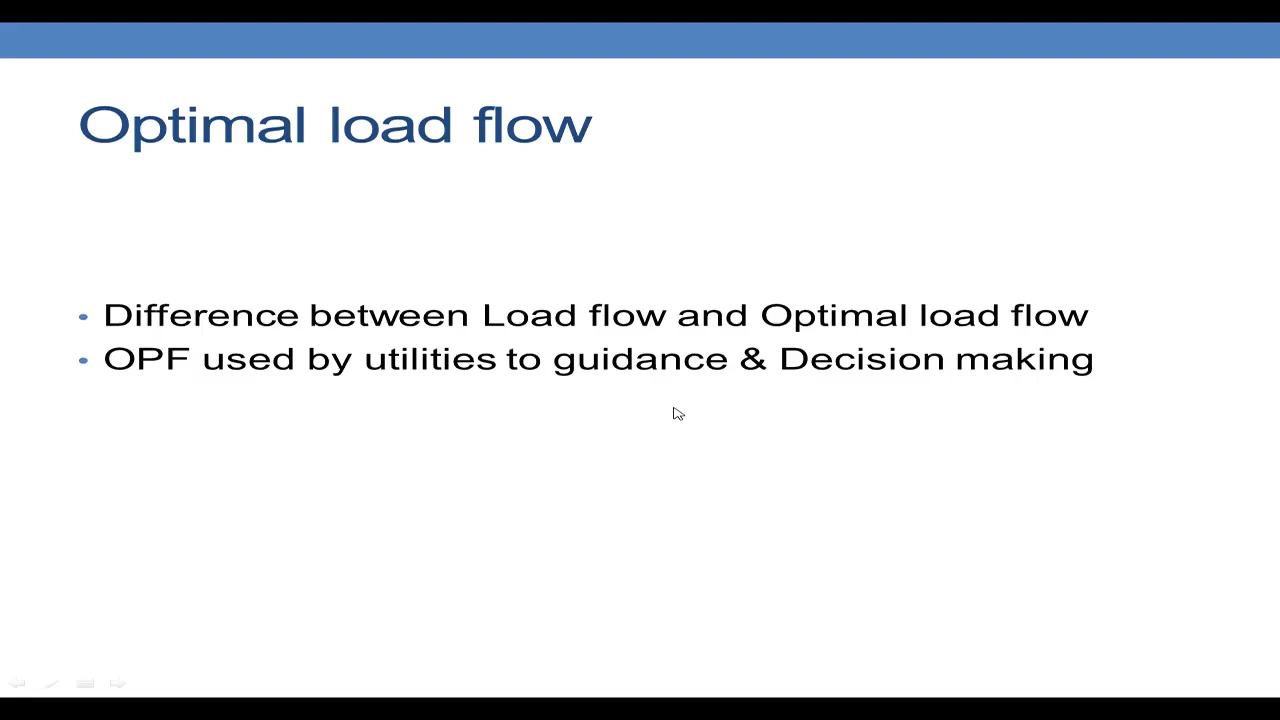 Optimal load flow
• Difference between Load flow and Optimal load flow
• OPF used by utilities to guidance & Decision making